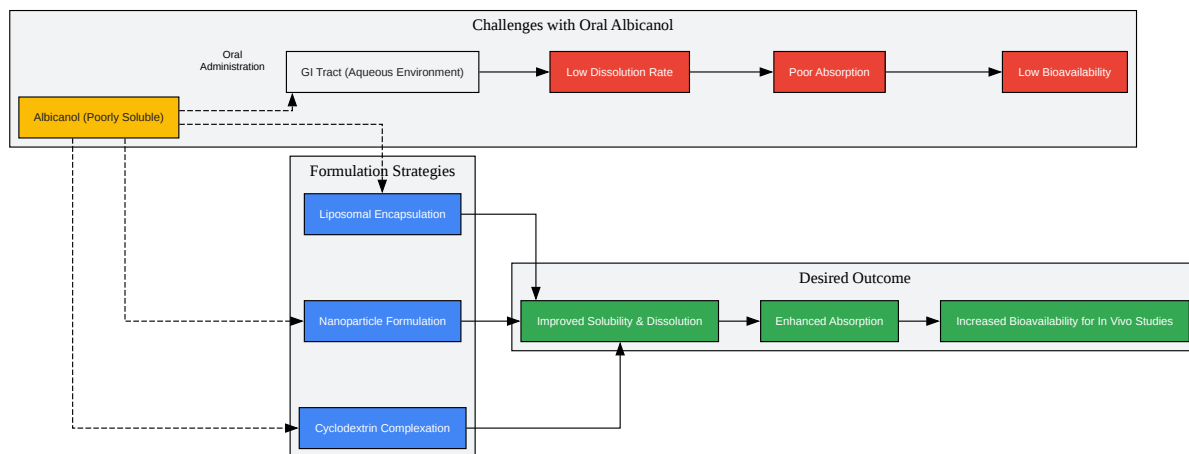 Challenges with Oral Albicanol
Oral
Administration
GI Tract (Aqueous Environment)
Low Dissolution Rate
Poor Absorption
Low Bioavailability
Albicanol (Poorly Soluble)
Formulation Strategies
Liposomal Encapsulation
Nanoparticle Formulation
Cyclodextrin Complexation
Desired Outcome
Improved Solubility & Dissolution
Enhanced Absorption
Increased Bioavailability for In Vivo Studies